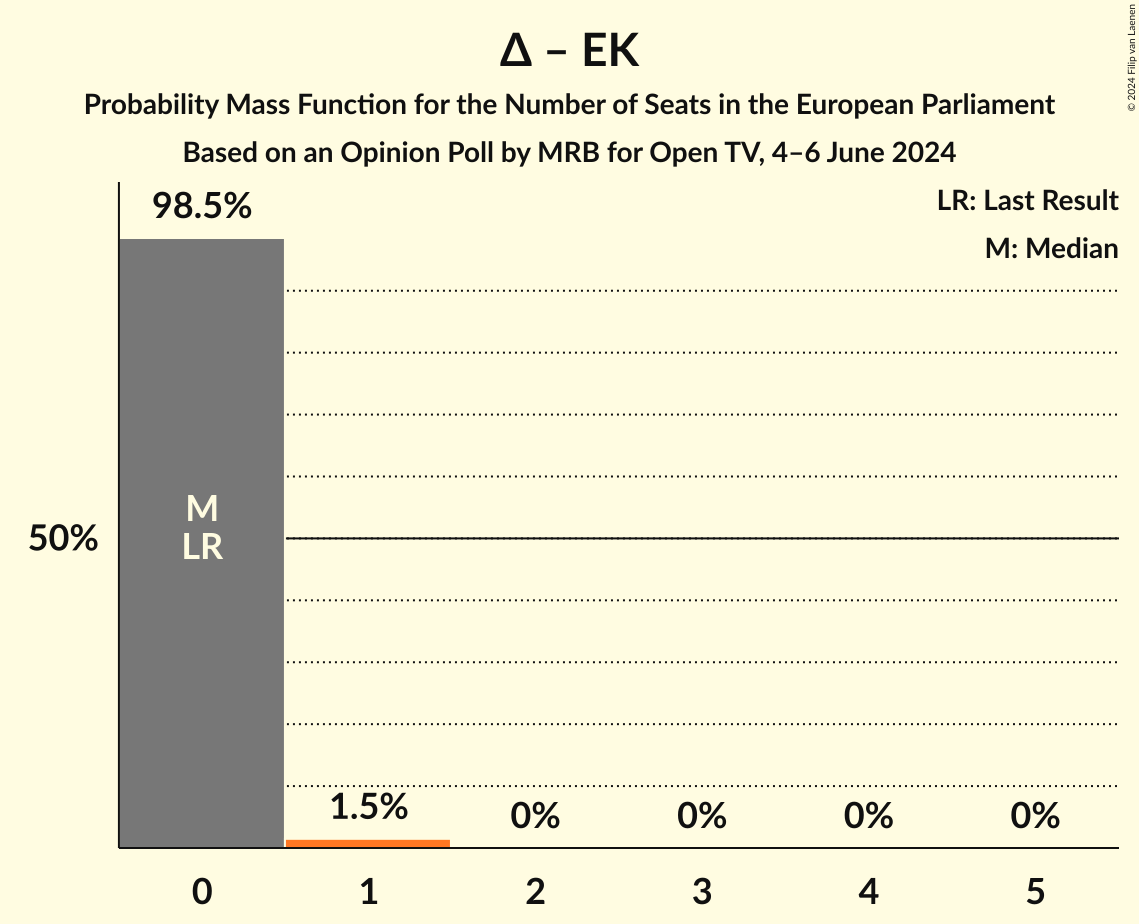 Δ – EK
Probability Mass Function for the Number of Seats in the European Parliament
Based on an Opinion Poll by MRB for Open TV, 4–6 June 2024
© 2024 Filip van Laenen
LR: Last Result
M: Median
98.5%
M
LR
50%
1.5%
0%
0%
0%
0%
0
1
2
3
4
5